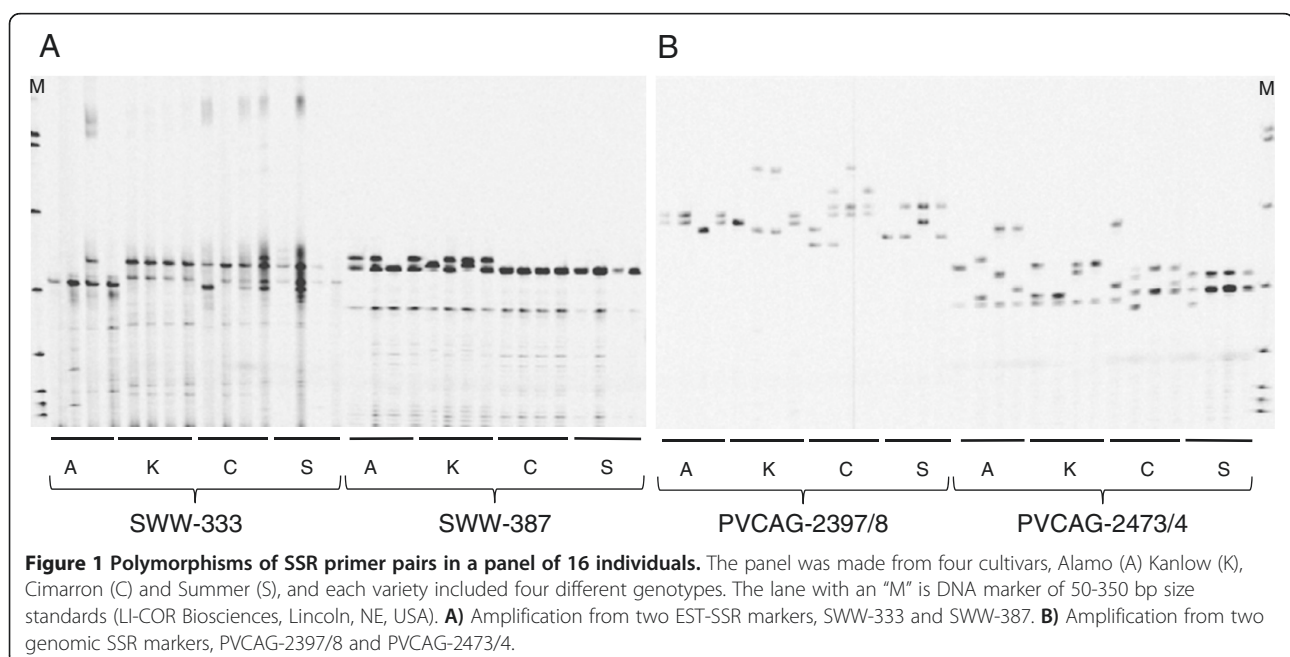 A
B
M
M
A K C S A K C S
A K C S A K C S
SWW-333 SWW-387
PVCAG-2397/8 PVCAG-2473/4
Figure 1 Polymorphisms of SSR primer pairs in a panel of 16 individuals. The panel was made from four cultivars, Alamo (A) Kanlow (K),
Cimarron (C) and Summer (S), and each variety included four different genotypes. The lane with an “M” is DNA marker of 50-350 bp size
standards (LI-COR Biosciences, Lincoln, NE, USA). A) Amplification from two EST-SSR markers, SWW-333 and SWW-387. B) Amplification from two
genomic SSR markers, PVCAG-2397/8 and PVCAG-2473/4.